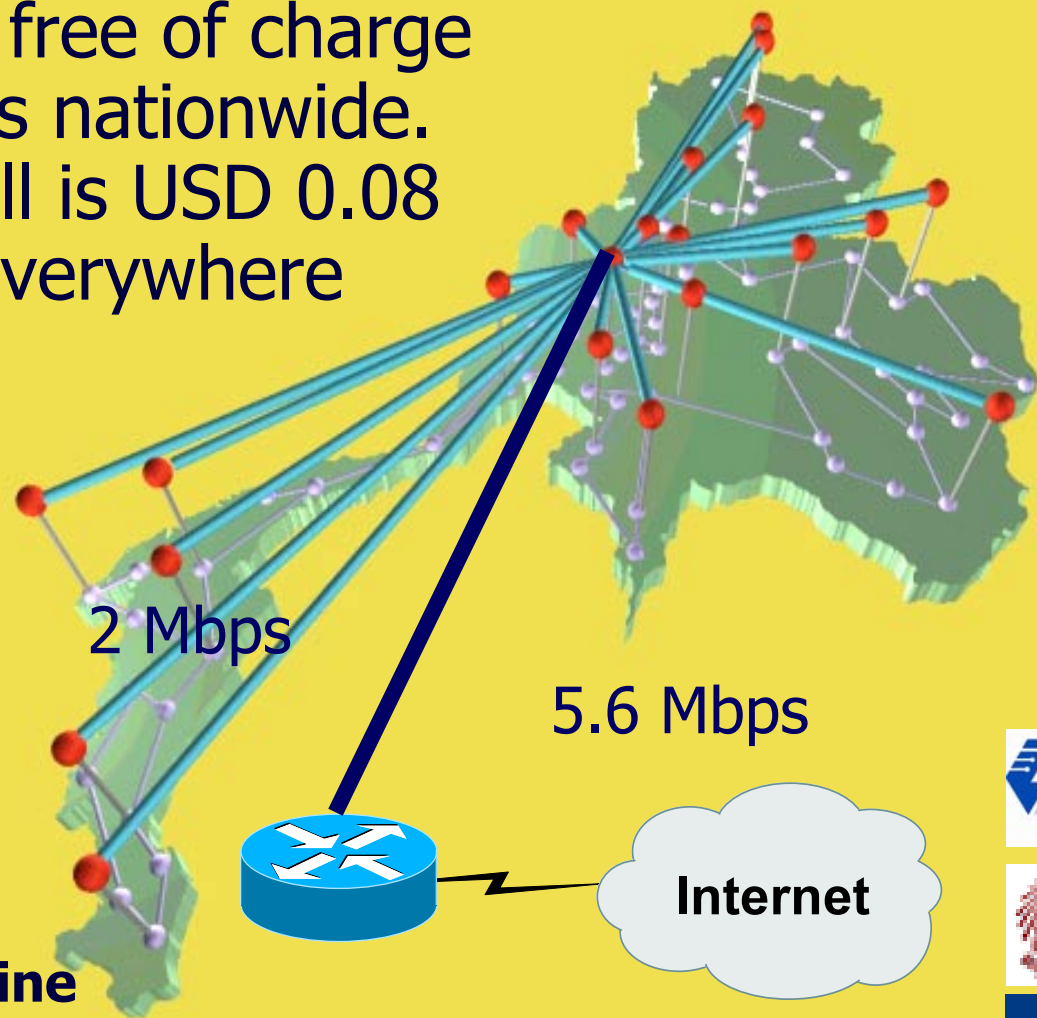 free of charge
s nationwide.
ll is USD 0.08
verywhere
2 Mbps
5.6 Mbps
Internet
ine